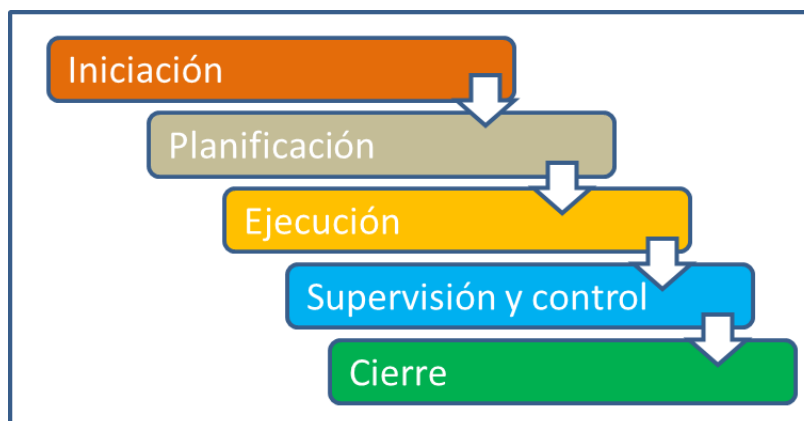 Iniciación
Planificación
Ejecución
Supervisión y control
Cierre